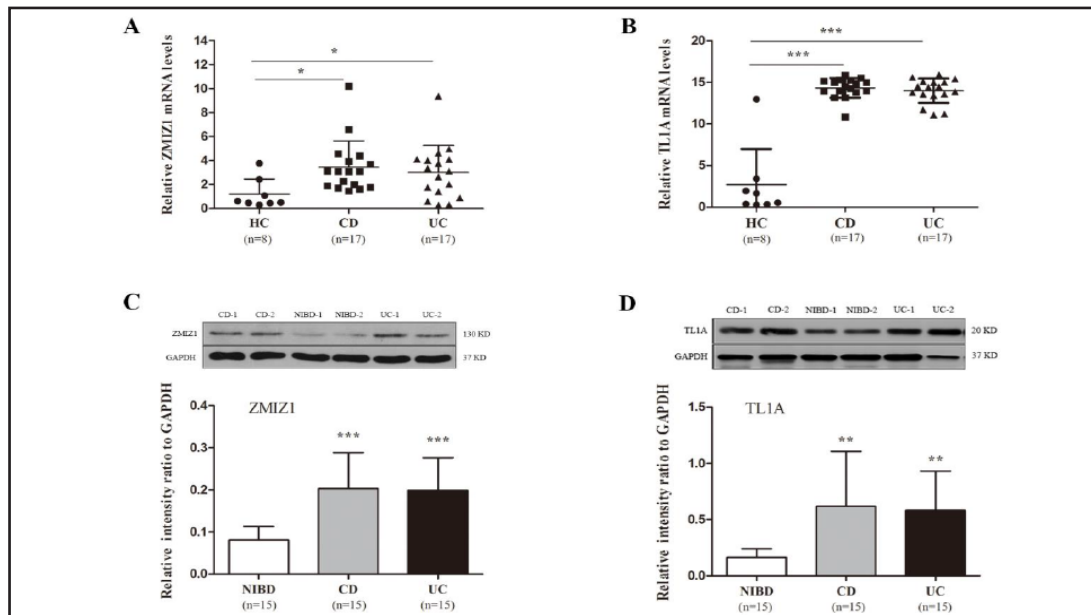 A
Relative ZMIZ1 mRNA levels
14
12
10
8
6
4
2
0
*
*
HC CD UC
(n=8) (n=17) (n=17)
B
Relative TL1A mRNA levels
20
15
10
5
0
***
***
HC CD UC
(n=8) (n=17) (n=17)
C
CD-1 CD-2 NIBD-1 NIBD-2 UC-1 UC-2
ZMIZ1 130 KD
GAPDH 37 KD
Relative intensity ratio to GAPDH
ZMIZ1
0.4
0.3
0.2
0.1
0.0
*** ***
NIBD CD UC
(n=15) (n=15) (n=15)
D
CD-1 CD-2 NIBD-1 NIBD-2 UC-1 UC-2
TL1A 20 KD
GAPDH 37 KD
Relative intensity ratio to GAPDH
TL1A
1.5
1.0
0.5
0.0
** **
NIBD CD UC
(n=15) (n=15) (n=15)